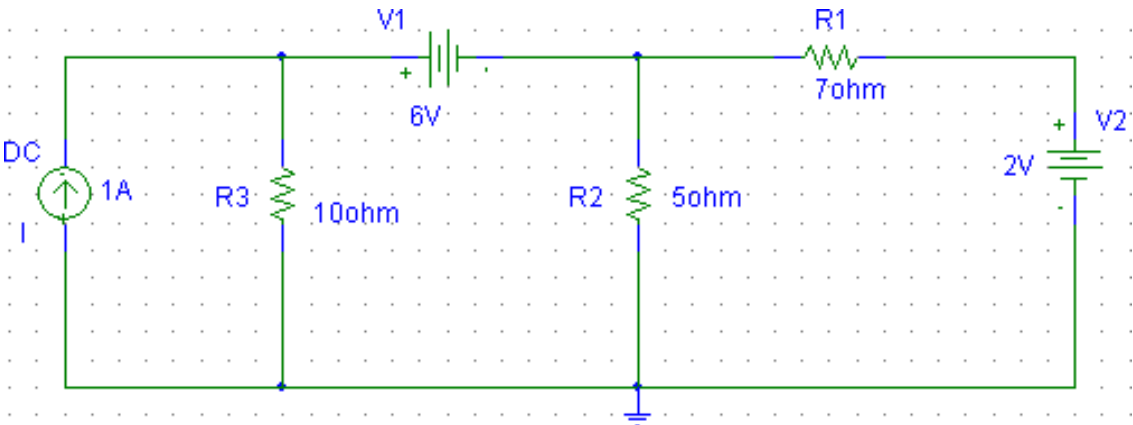 V1
R1
+
-
7ohm
6V
+
V2
DC
2V
1A
R3
R2
5ohm
10ohm
-
+
-
I